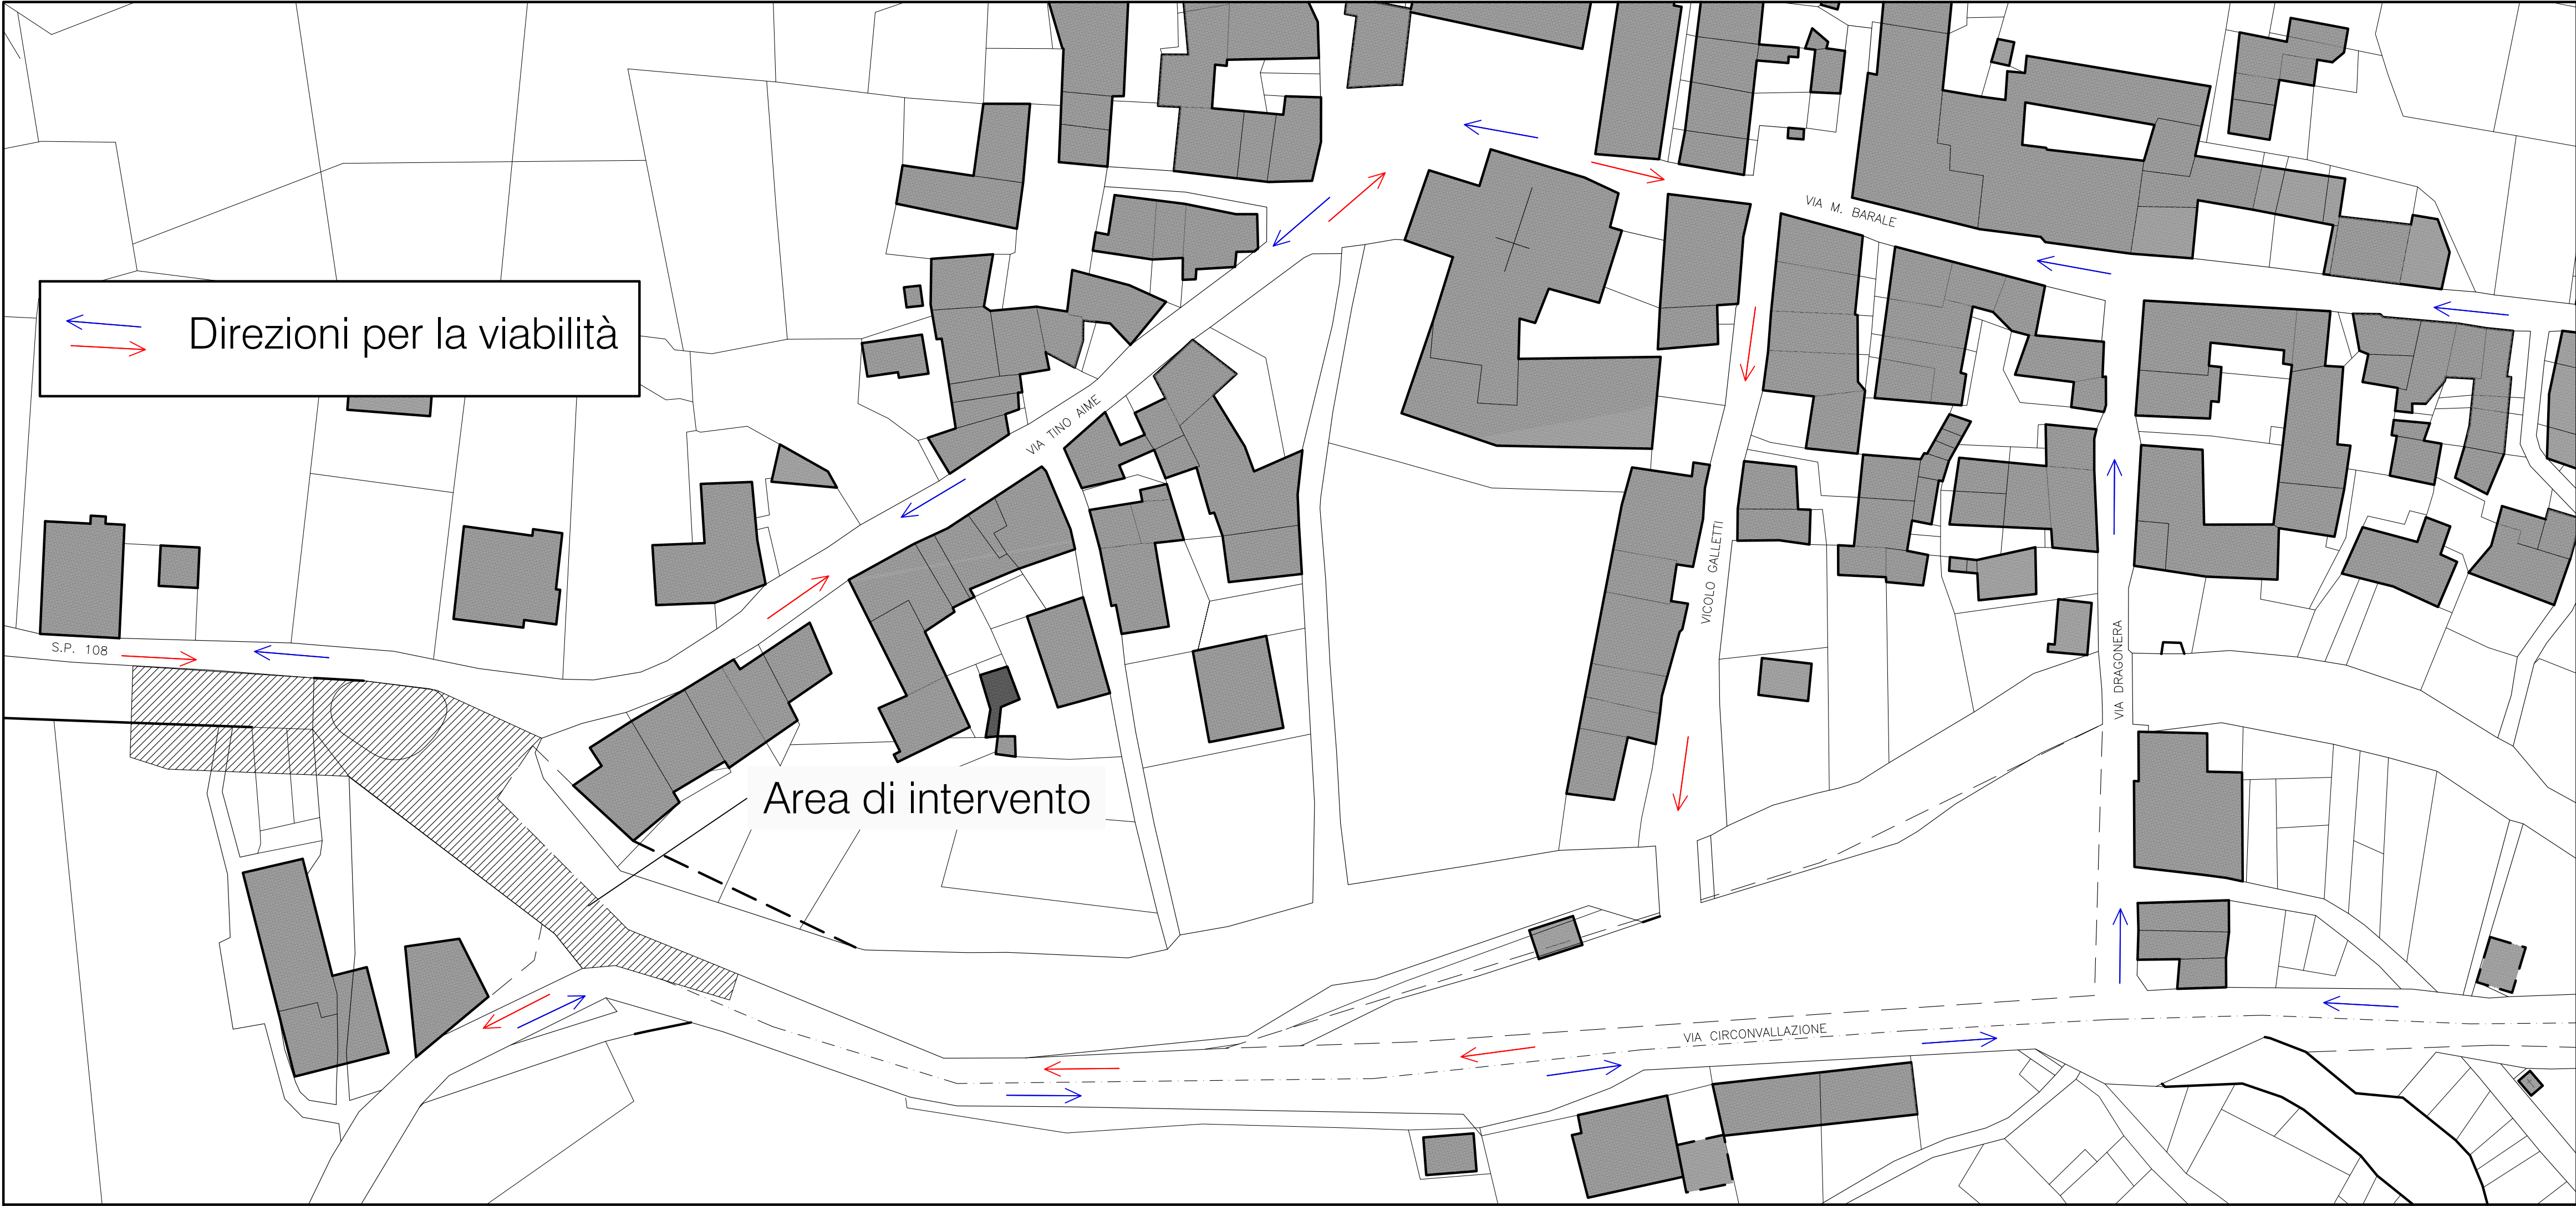 VIA M. BARALE
Direzioni per la viabilità
VIA TINO AIME
VICOLO GALLETTI
S.P. 108
VIA DRAGONERA
Area di intervento
VIA CIRCONVALLAZIONE